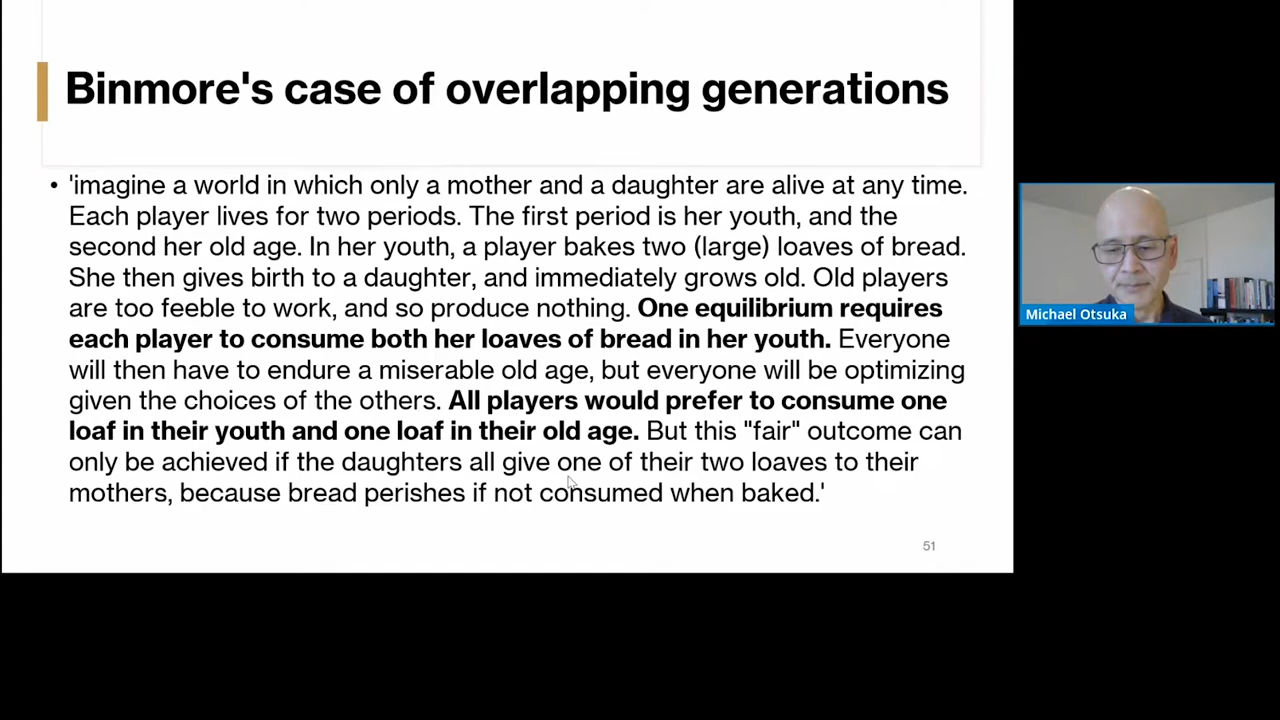 Binmore's case of overlapping generations
• 'imagine a world in which only a mother and a daughter are alive at any time.
Each player lives for two periods. The first period is her youth, and the
second her old age. In her youth, a player bakes two (large) loaves of bread.
She then gives birth to a daughter, and immediately grows old. Old players
are too feeble to work, and so produce nothing. One equilibrium requires
each player to consume both her loaves of bread in her youth. Everyone
will then have to endure a miserable old age, but everyone will be optimizing
given the choices of the others. All players would prefer to consume one
loaf in their youth and one loaf in their old age. But this "fair" outcome can
only be achieved if the daughters all give one of their two loaves to their
mothers, because bread perishes if not consumed when baked.'
51
Michael Otsuka